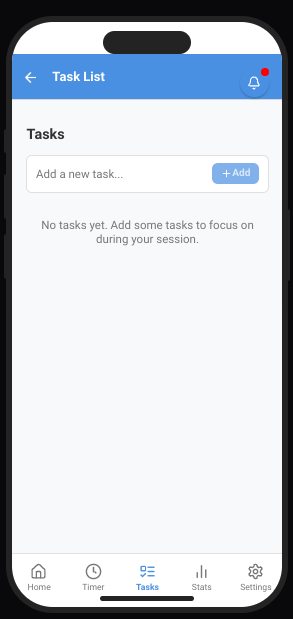 Task List
Tasks
Add a new task...
+ Add
No tasks yet. Add some tasks to focus on
during your session.
Home
Timer
Tasks
Stats
Settings